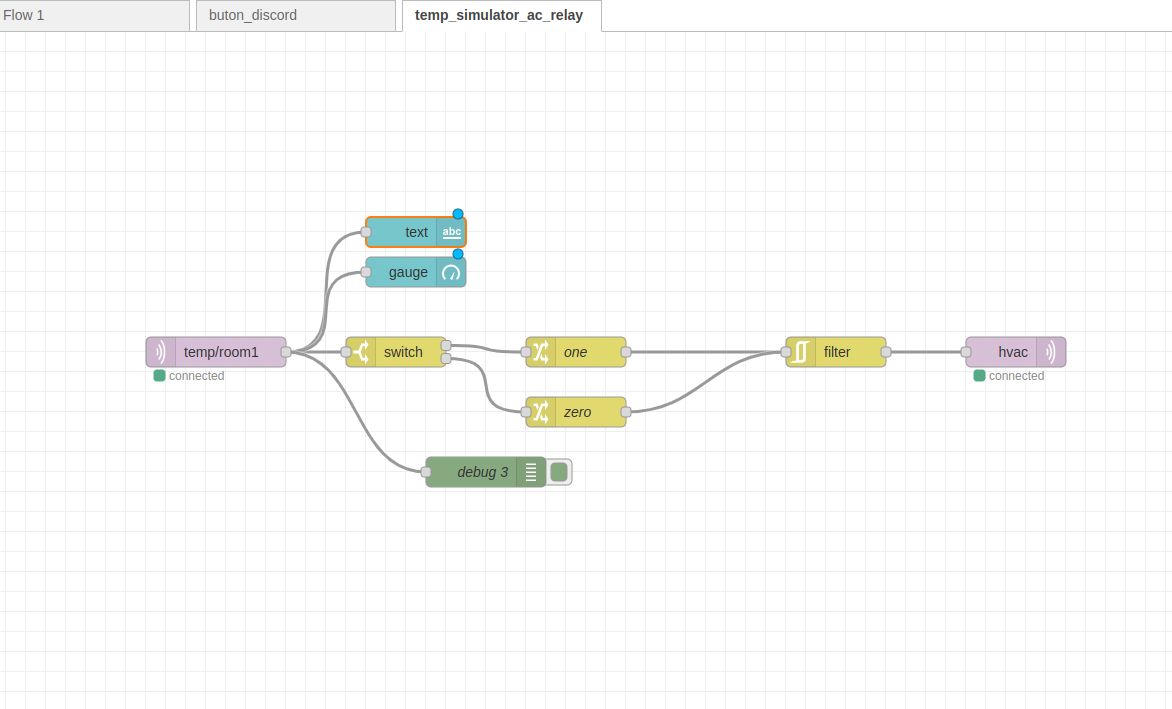 Flow 1
buton_discord
temp_simulator_ac_relay
text
abc
gauge
temp/room1
connected
switch
one
filter
hvac
connected
zero
debug 3